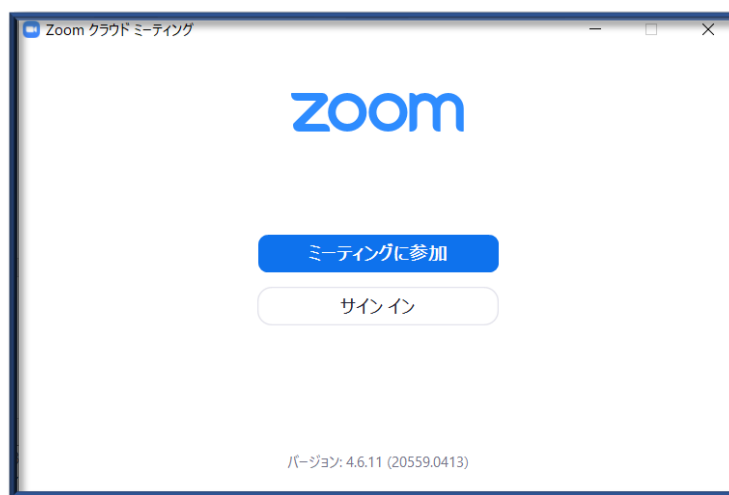 Zoom クラウド ミーティング
zoom
ミーティングに参加
サイン イン
バージョン: 4.6.11 (20559.0413)